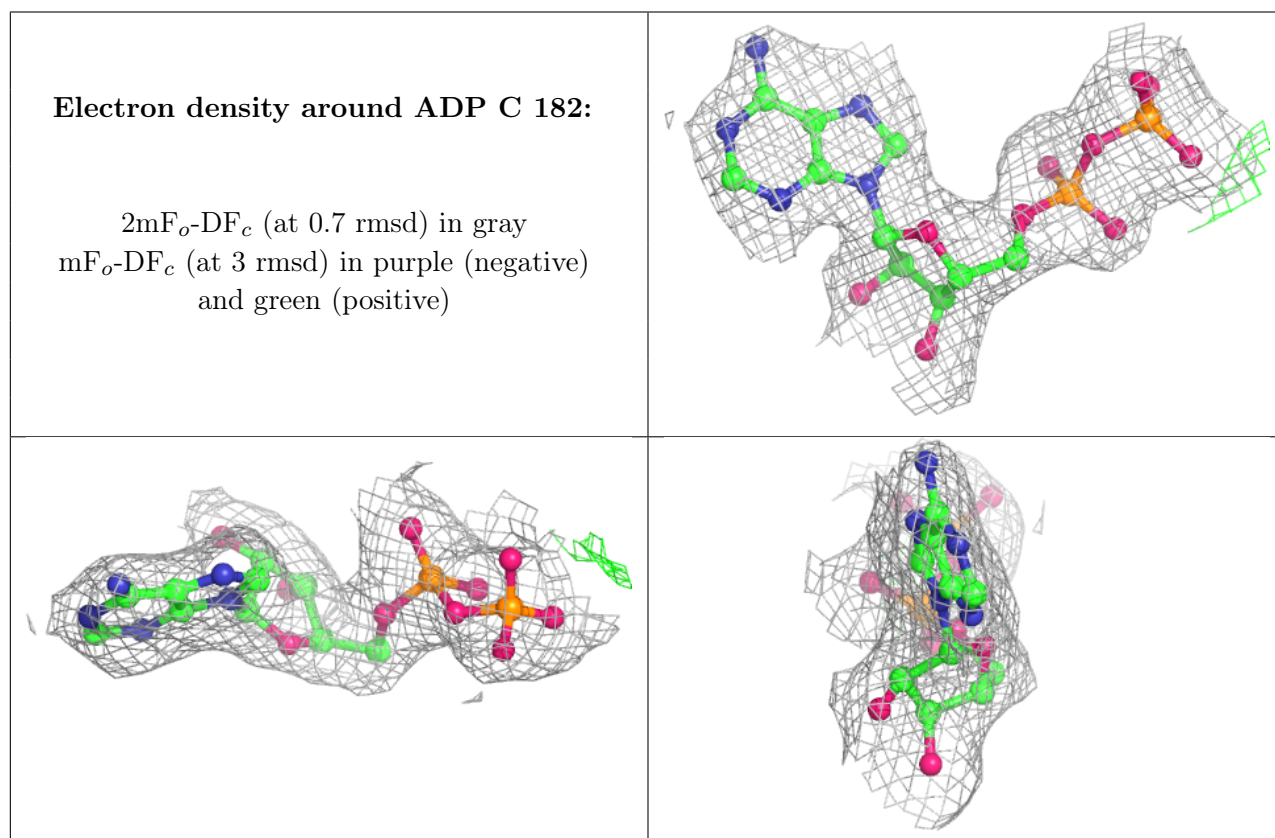 Electron density around ADP C 182:
2mFo-DFc (at 0.7 rmsd) in gray
mFo-DFc (at 3 rmsd) in purple (negative)
and green (positive)